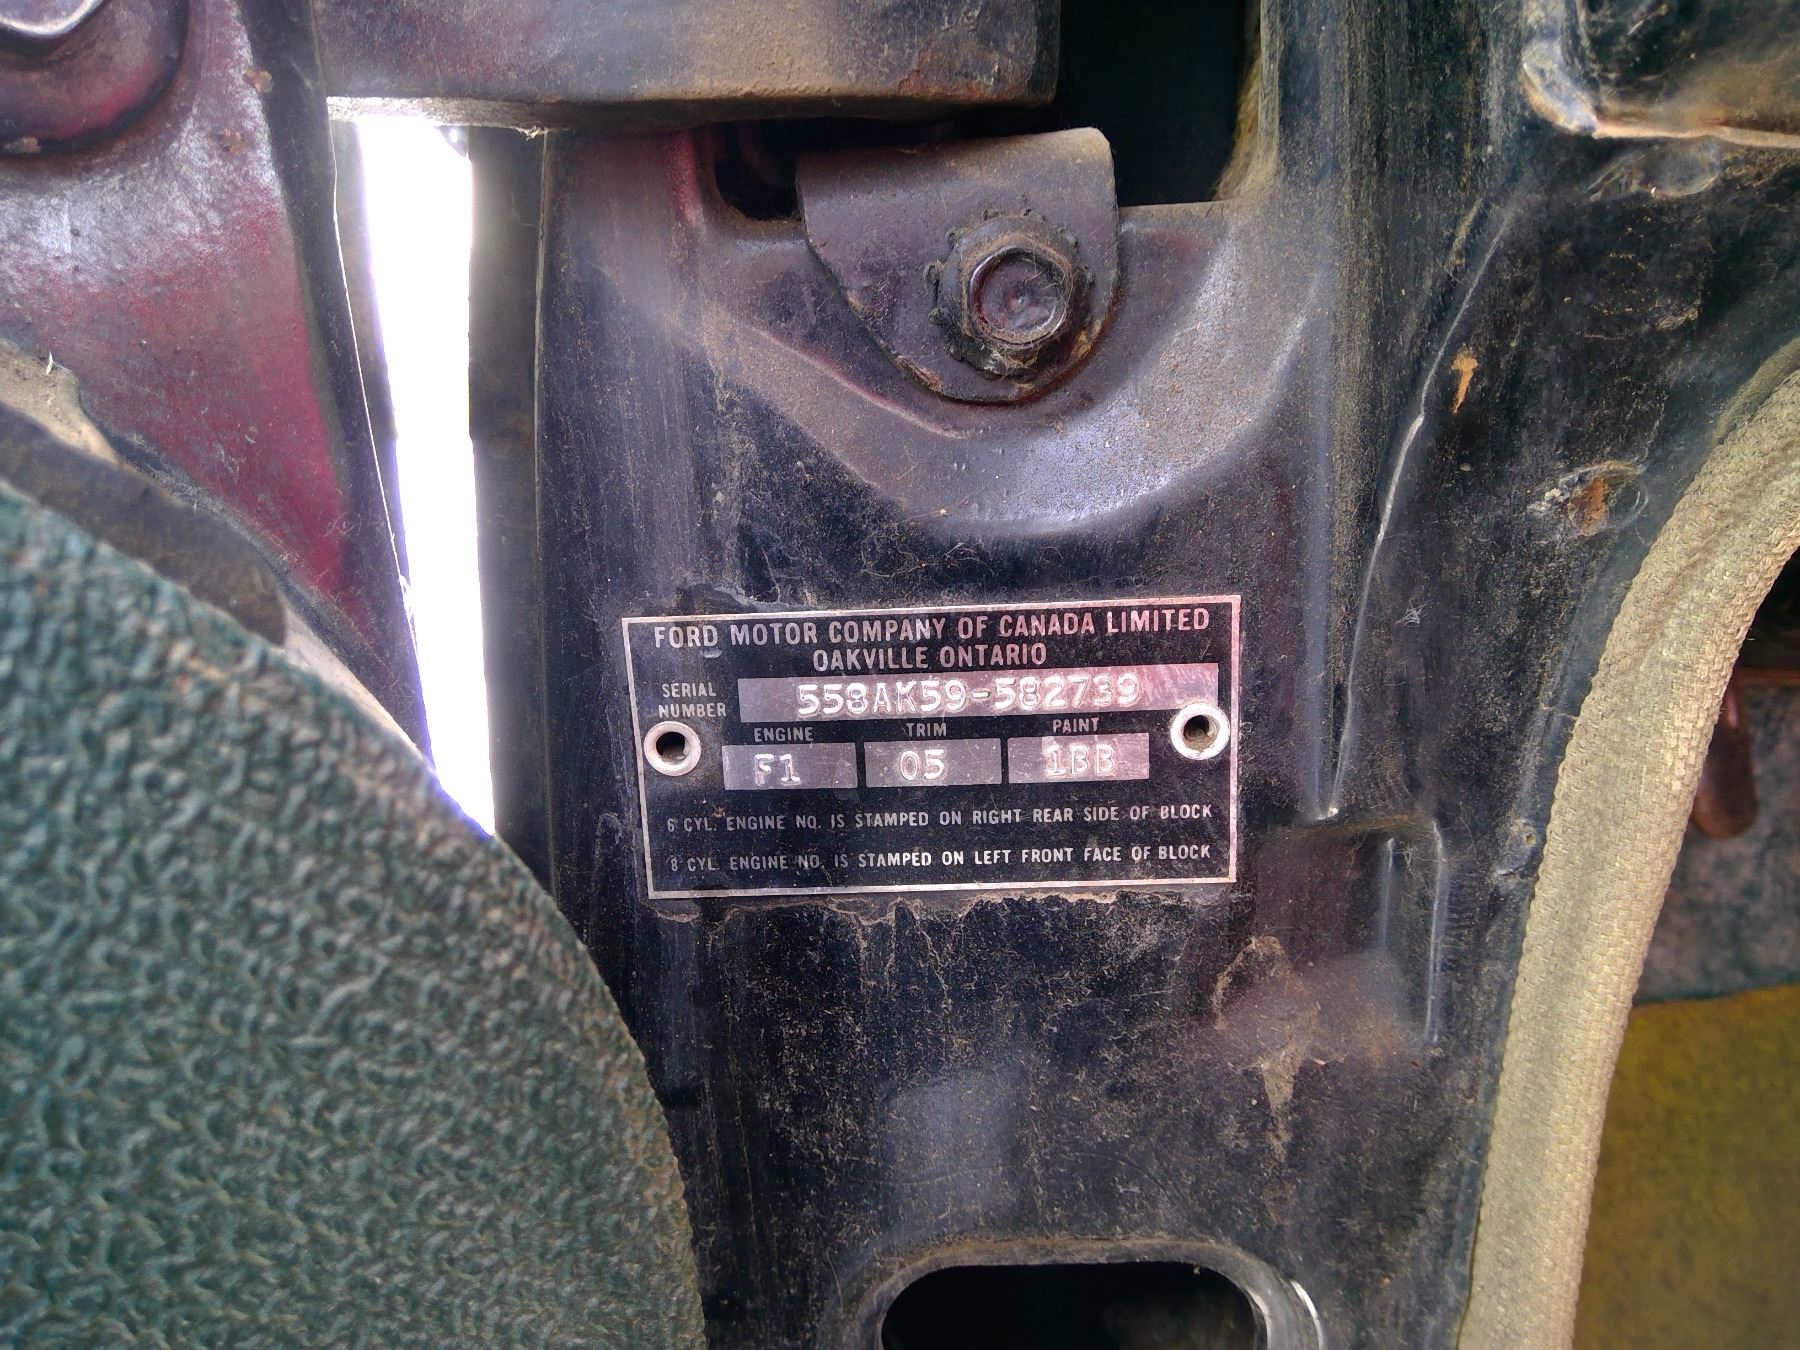 FORD MOTOR COMPANY OF CANADA LIMITED
OAKVILLE ONTARIO
SERIAL NUMBER 558AK59-582739
ENGINE TRIM PAINT
F1 05 1BB
6 CYL. ENGINE NO. IS STAMPED ON RIGHT REAR SIDE OF BLOCK
8 CYL. ENGINE NO. IS STAMPED ON LEFT FRONT FACE OF BLOCK